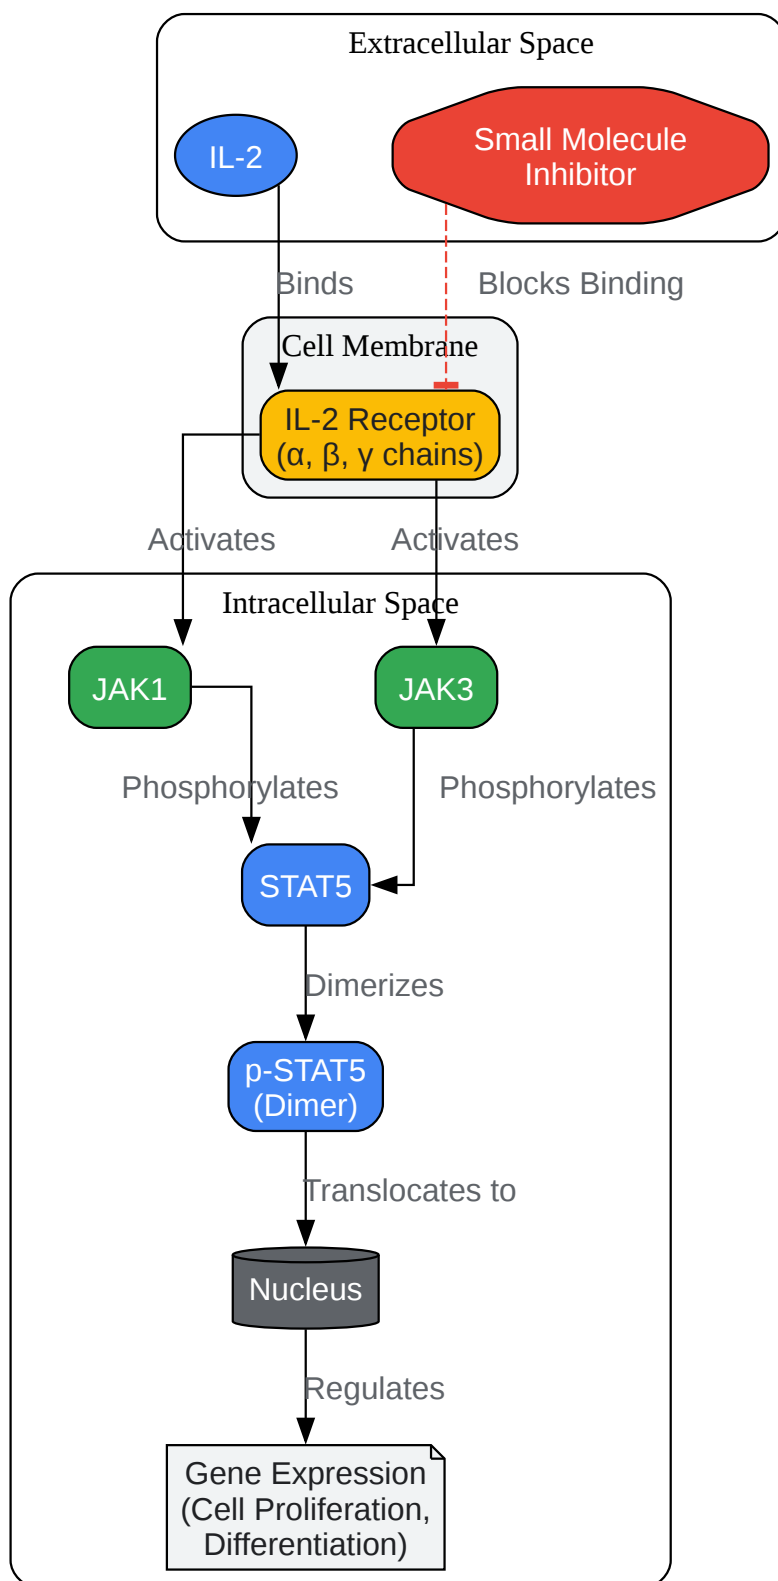 Extracellular Space
IL-2
Small Molecule
Inhibitor
Binds
Blocks Binding
Cell Membrane
IL-2 Receptor
(α, β, γ chains)
Activates
Activates
Intracellular Space
JAK1
JAK3
Phosphorylates
Phosphorylates
STAT5
Dimerizes
p-STAT5
(Dimer)
Translocates to
Nucleus
Regulates
Gene Expression
(Cell Proliferation,
Differentiation)